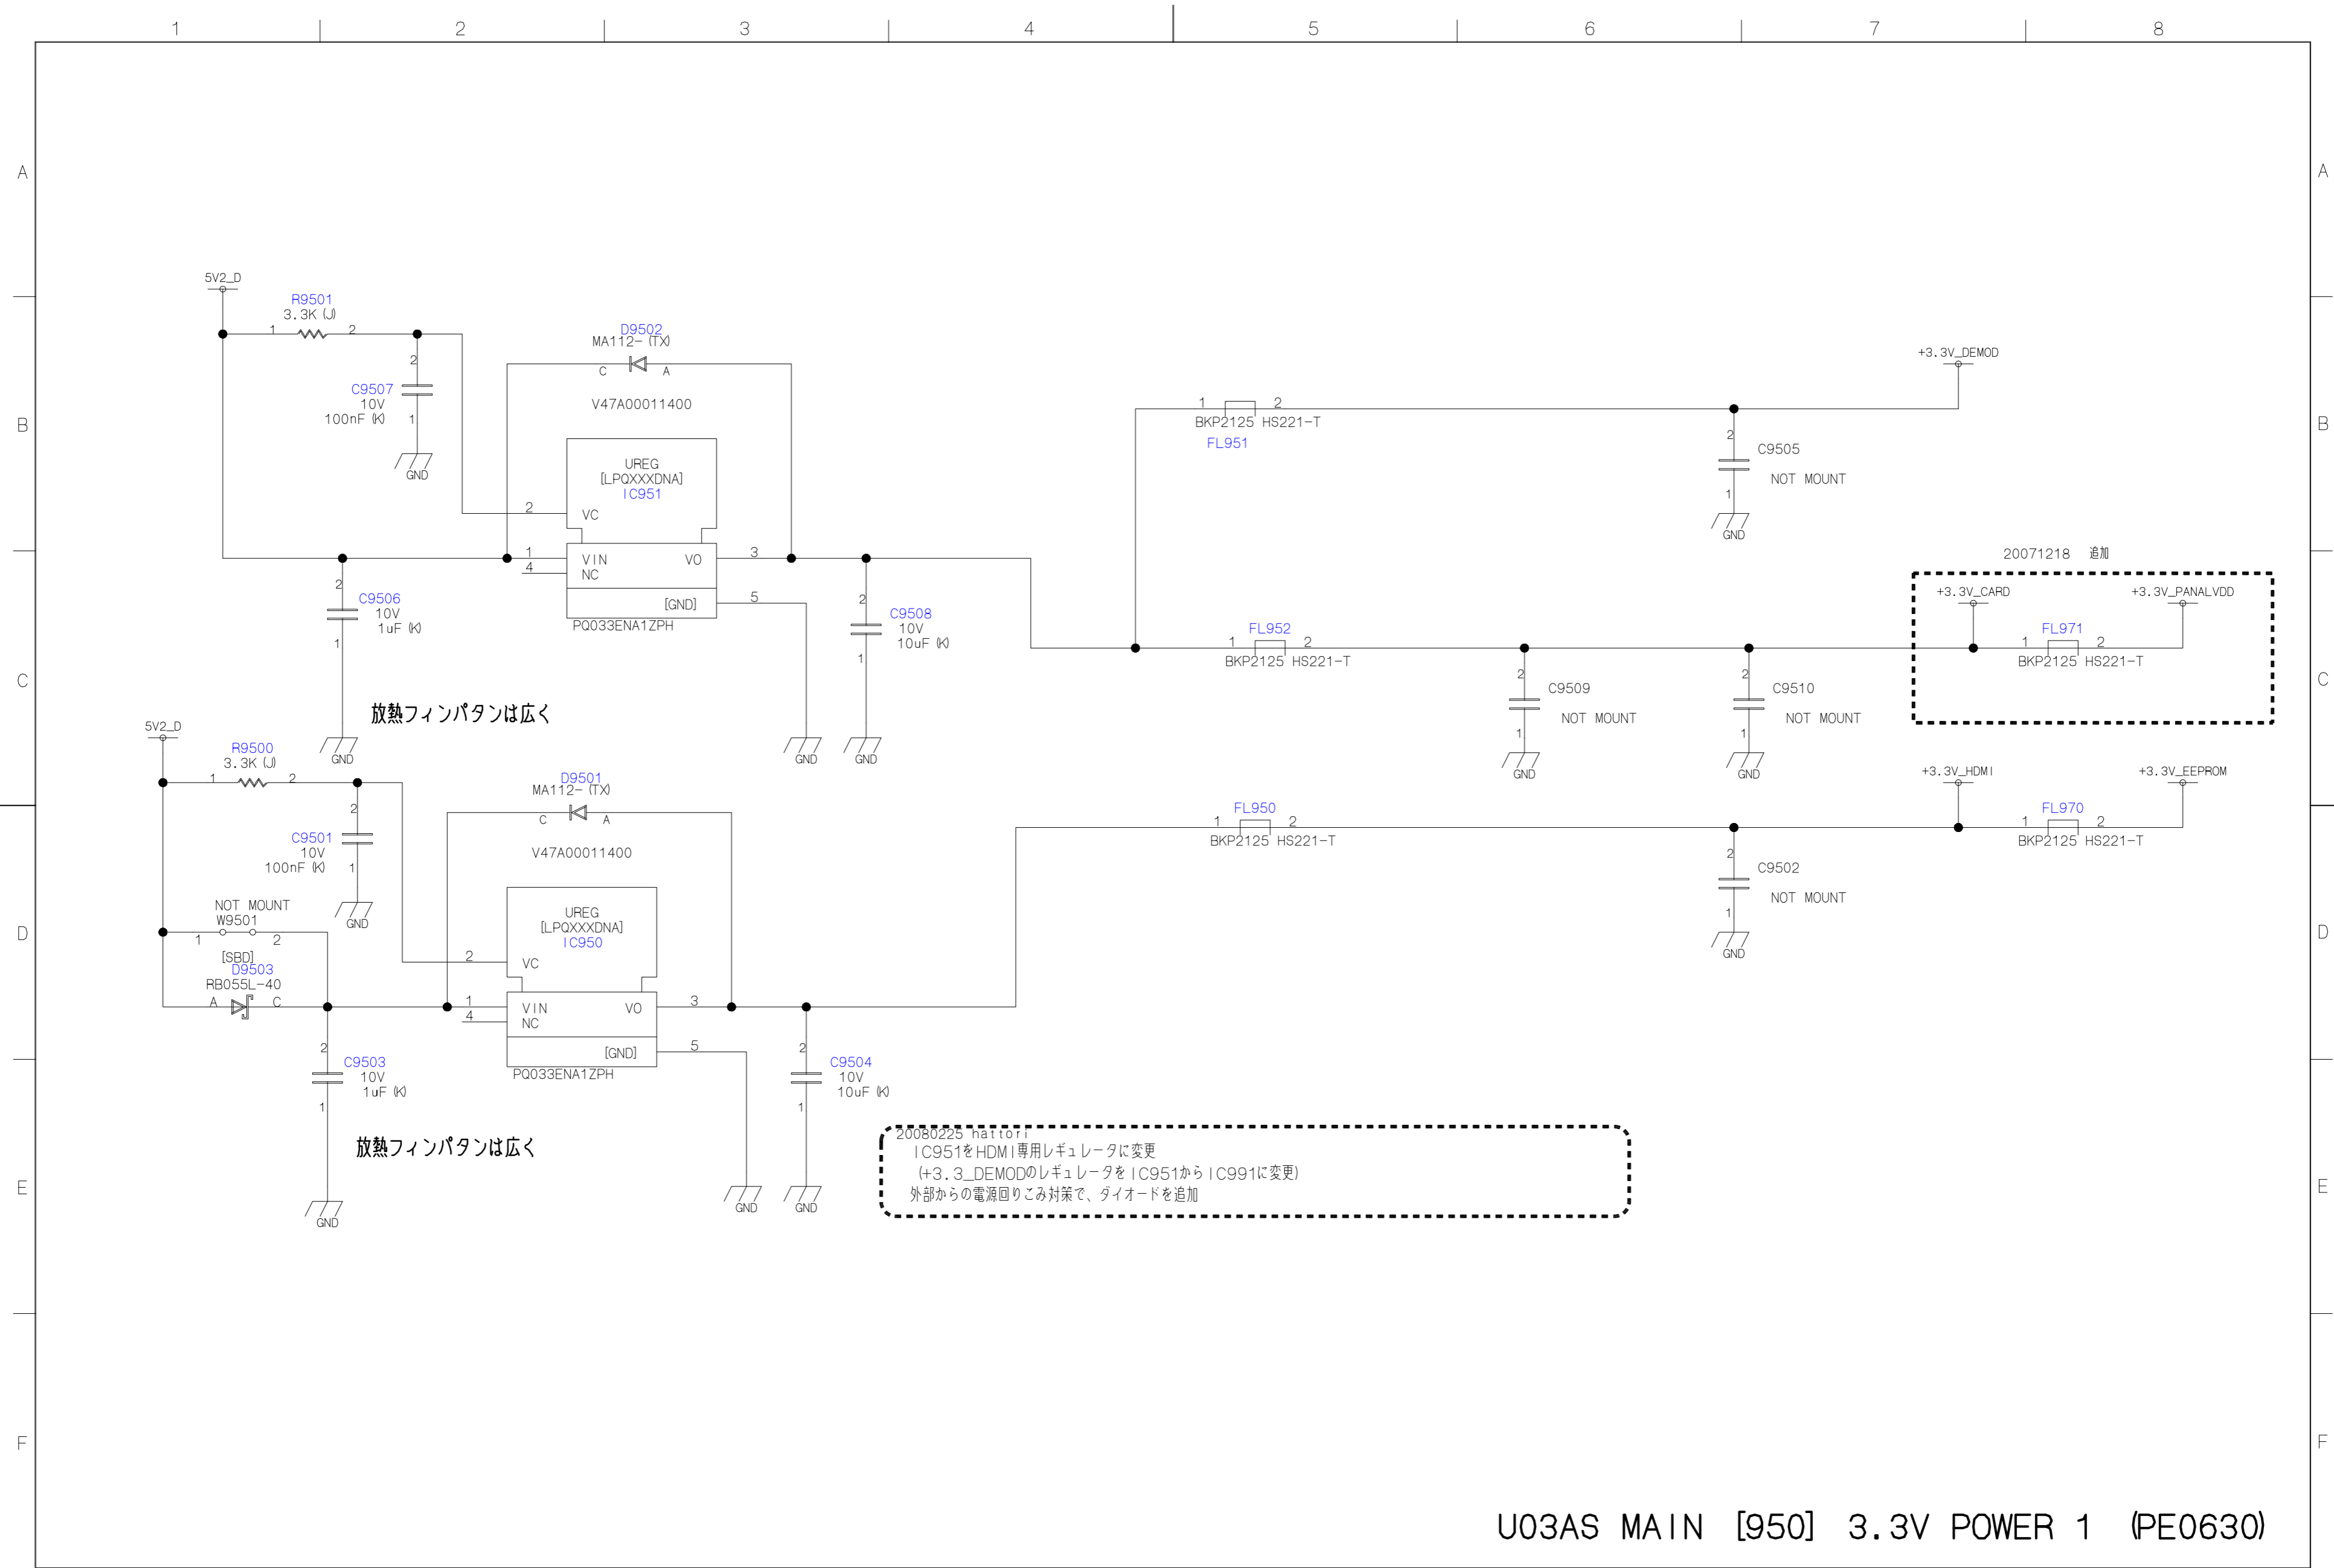 1 2 3 4 5 6 7 8
A A
5V2_D
R9501
3.3K (J)
1 2
D9502
MA112- (TX)
C A
V47A00011400
2
C9507
10V
100nF (K)
1
GND
UREG
[LPQXXXDNA]
IC951
2 VC
1 VIN VO 3
4 NC
[GND] 5
PQ033ENA1ZPH
+3.3V_DEMOD
1 2
BKP2125 HS221-T
FL951
B B
2
C9505
NOT MOUNT
1
GND
2
C9506
10V
1uF (K)
1
GND
GND
2
C9508
10V
10uF (K)
1
GND
20071218 追加
+3.3V_CARD +3.3V_PANALVDD
FL952
1 2
BKP2125 HS221-T
FL971
1 2
BKP2125 HS221-T
C C
2
C9509
NOT MOUNT
1
GND
2
C9510
NOT MOUNT
1
GND
放熱フィンパタンは広く
5V2_D
R9500
3.3K (J)
1 2
D9501
MA112- (TX)
C A
V47A00011400
2
C9501
10V
100nF (K)
1
GND
NOT MOUNT
W9501
1 2
[SBD]
D9503
RB055L-40
A C
UREG
[LPQXXXDNA]
IC950
2 VC
1 VIN VO 3
4 NC
[GND] 5
PQ033ENA1ZPH
+3.3V_HDMI +3.3V_EEPROM
FL950
1 2
BKP2125 HS221-T
FL970
1 2
BKP2125 HS221-T
2
C9502
NOT MOUNT
1
GND
D D
2
C9503
10V
1uF (K)
1
GND
GND
2
C9504
10V
10uF (K)
1
GND
放熱フィンパタンは広く
20080225 hattori
IC951をHDMI専用レギュレータに変更
(+3.3_DEMODのレギュレータをIC951からIC991に変更)
外部からの電源回りこみ対策で、ダイオードを追加
E E
F F
U03AS MAIN [950] 3.3V POWER 1 (PE0630)